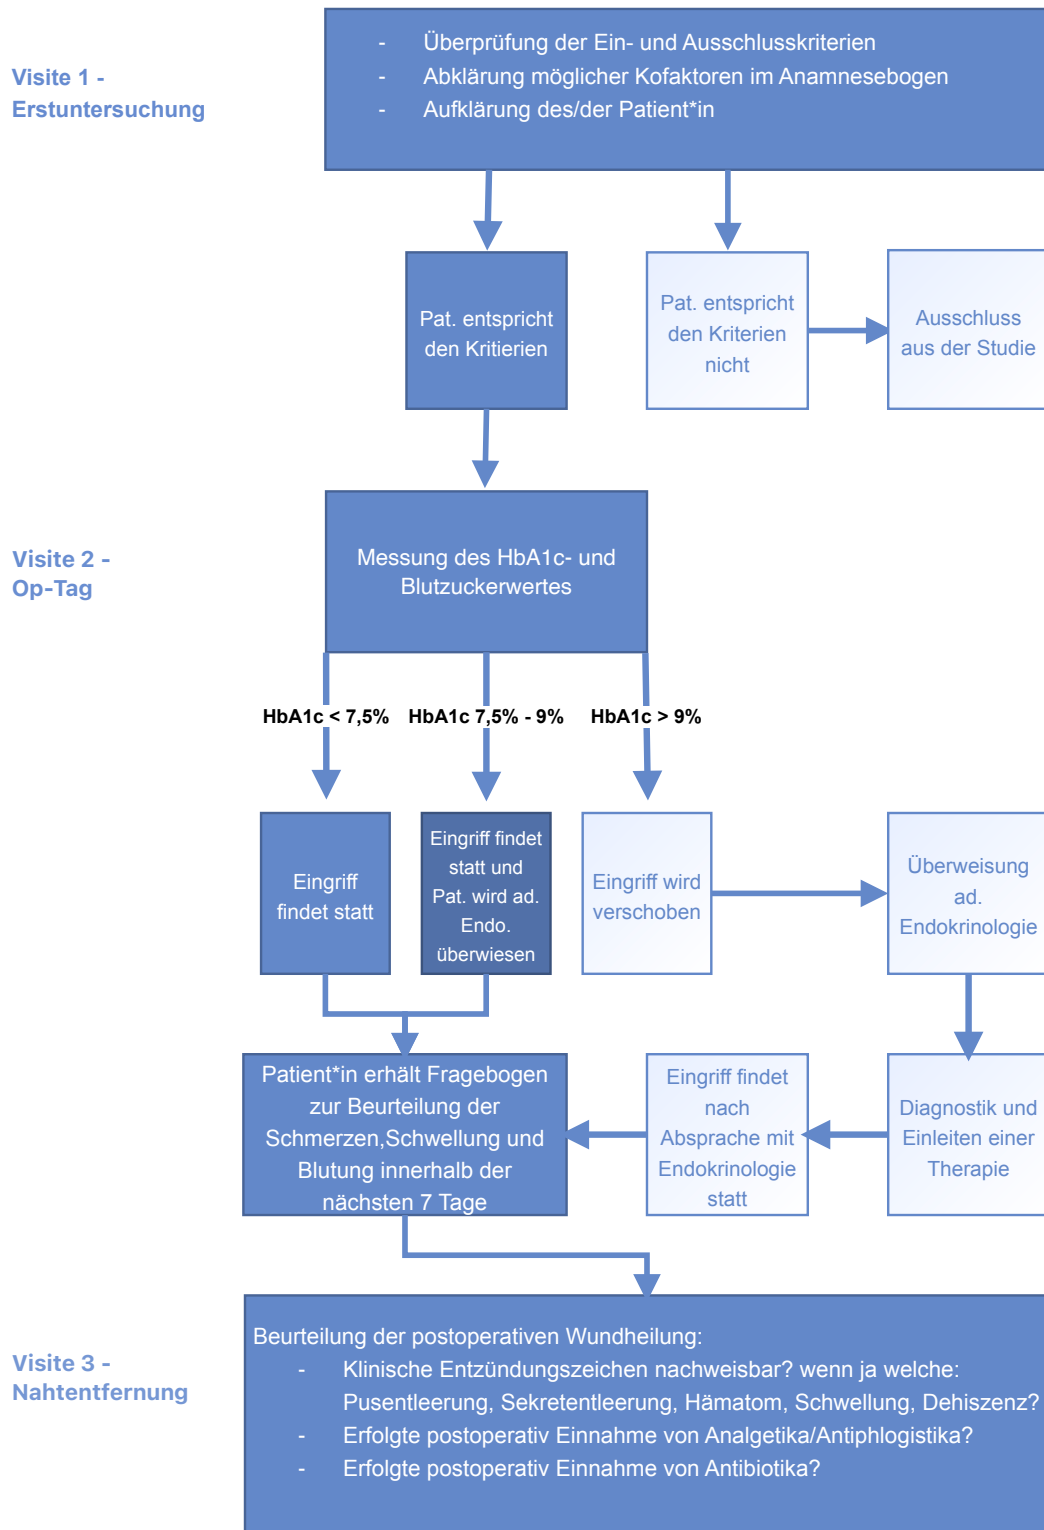 Visite 1 -
Erstuntersuchung
- Überprüfung der Ein- und Ausschlusskriterien
- Abklärung möglicher Kofaktoren im Anamnesebogen
- Aufklärung des/der Patient*in
Pat. entspricht
den Kritierien
Pat. entspricht
den Kriterien
nicht
Ausschluss
aus der Studie
Visite 2 -
Op-Tag
Messung des HbA1c- und
Blutzuckerwertes
HbA1c < 7,5%
HbA1c 7,5% - 9%
HbA1c > 9%
Eingriff
findet statt
Eingriff findet
statt und
Pat. wird ad.
Endo.
überwiesen
Eingriff wird
verschoben
Überweisung
ad.
Endokrinologie
Patient*in erhält Fragebogen
zur Beurteilung der
Schmerzen,Schwellung und
Blutung innerhalb der
nächsten 7 Tage
Eingriff findet
nach
Absprache mit
Endokrinologie
statt
Diagnostik und
Einleiten einer
Therapie
Visite 3 -
Nahtentfernung
Beurteilung der postoperativen Wundheilung:
- Klinische Entzündungszeichen nachweisbar? wenn ja welche:
Pusentleerung, Sekretentleerung, Hämatom, Schwellung, Dehiszenz?
- Erfolgte postoperativ Einnahme von Analgetika/Antiphlogistika?
- Erfolgte postoperativ Einnahme von Antibiotika?